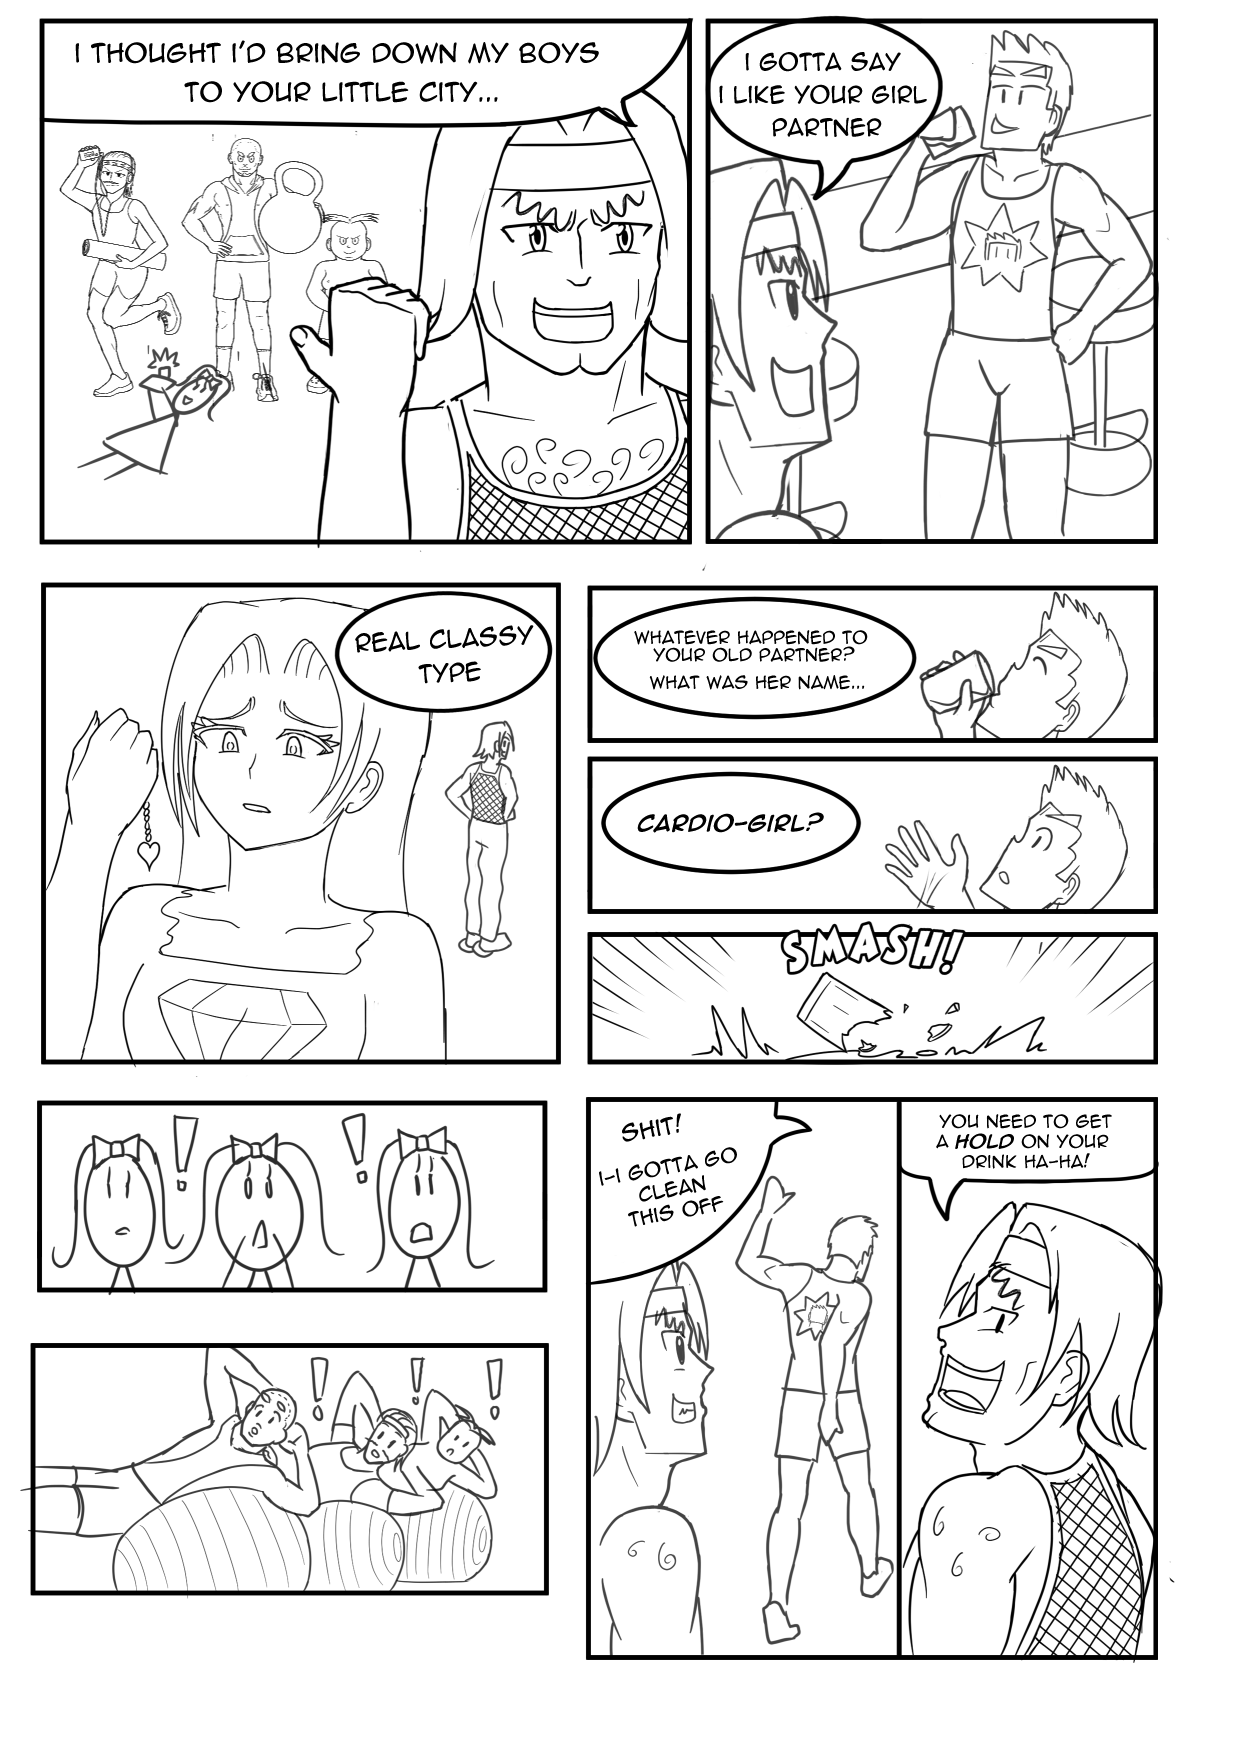 I THOUGHT I'D BRING DOWN MY BOYS
TO YOUR LITTLE CITY...
I GOTTA SAY
I LIKE YOUR GIRL
PARTNER
REAL CLASSY
TYPE
WHATEVER HAPPENED TO
YOUR OLD PARTNER?
WHAT WAS HER NAME...
CARDIO-GIRL?
SMASH!
!
!
!
!
!
SHIT!
I-I GOTTA GO
CLEAN
THIS OFF
YOU NEED TO GET
A HOLD ON YOUR
DRINK HA-HA!